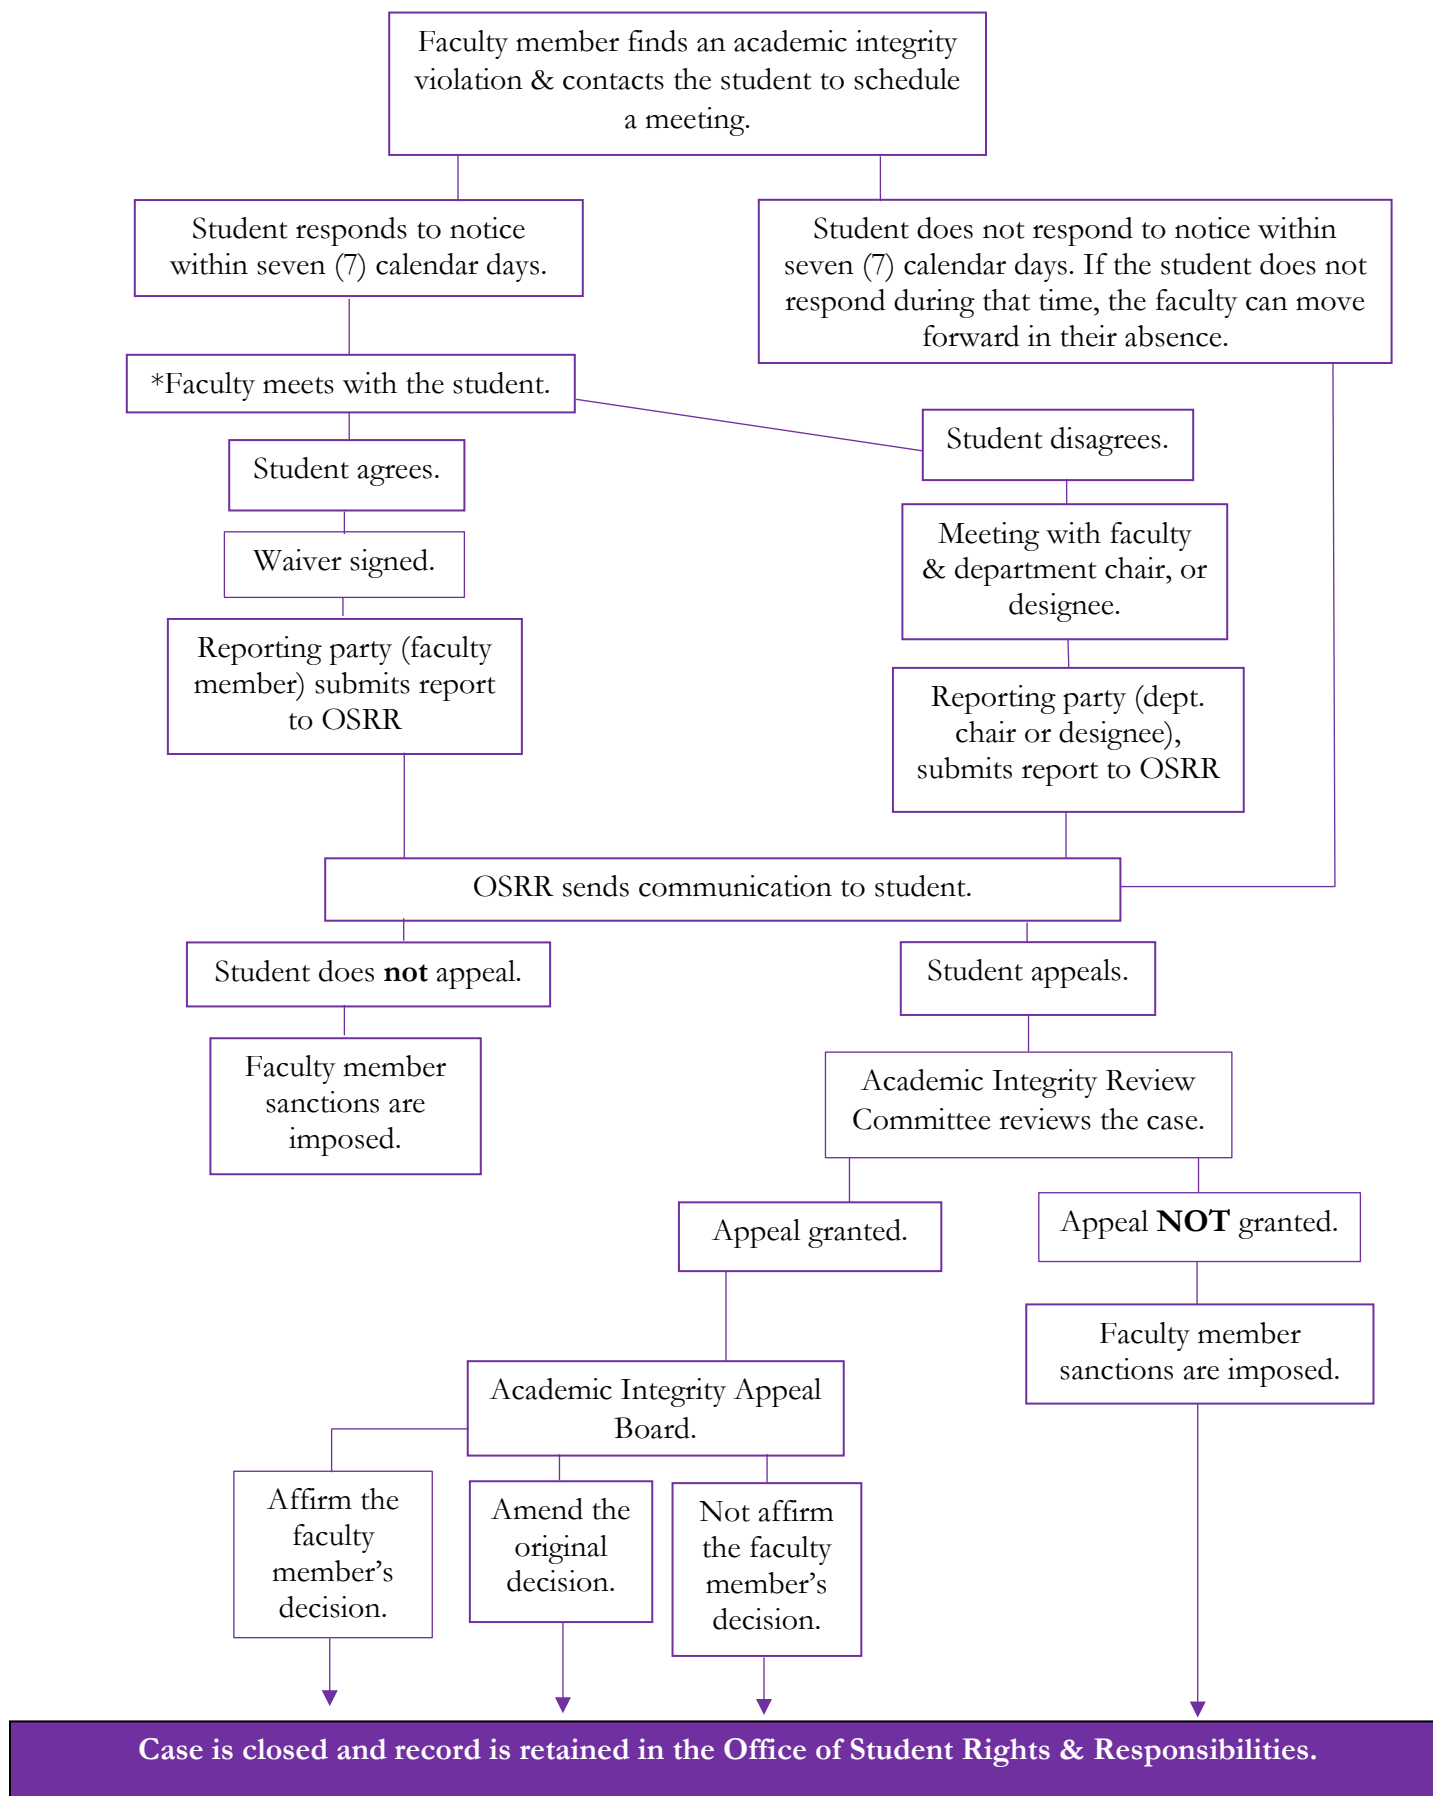 Faculty member finds an academic integrity
violation & contacts the student to schedule
a meeting.
Student responds to notice
within seven (7) calendar days.
Student does not respond to notice within
seven (7) calendar days. If the student does not
respond during that time, the faculty can move
forward in their absence.
*Faculty meets with the student.
Student disagrees.
Student agrees.
Waiver signed.
Meeting with faculty
& department chair, or
designee.
Reporting party (faculty
member) submits report
to OSRR
Reporting party (dept.
chair or designee),
submits report to OSRR
OSRR sends communication to student.
Student does not appeal.
Student appeals.
Faculty member
sanctions are
imposed.
Academic Integrity Review
Committee reviews the case.
Appeal granted.
Appeal NOT granted.
Faculty member
sanctions are imposed.
Academic Integrity Appeal
Board.
Affirm the
faculty
member’s
decision.
Amend the
original
decision.
Not affirm
the faculty
member’s
decision.
Case is closed and record is retained in the Office of Student Rights & Responsibilities.